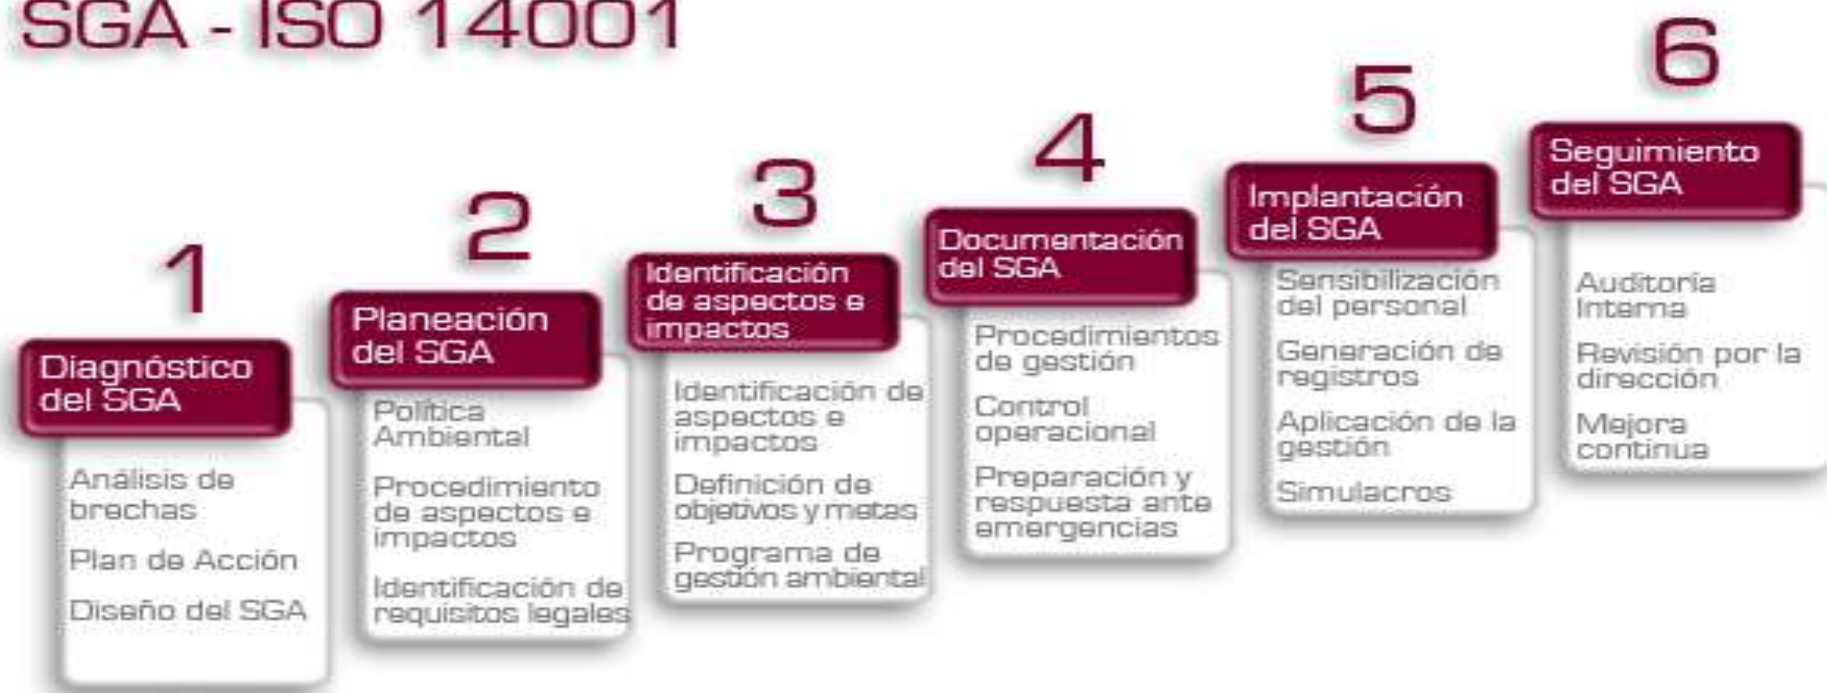 SGA - ISO 14001
1
Diagnóstico
del SGA
Análisis de
brechas
Plan de Acción
Diseño del SGA
2
Planeación
del SGA
Política
Ambiental
Procedimiento
de aspectos e
impactos
Identificación de
requisitos legales
3
Identificación
de aspectos e
impactos
Identificación de
aspectos e
impactos
Definición de
objetivos y metas
Programa de
gestión ambiental
4
Documentación
del SGA
Procedimientos
de gestión
Control
operacional
Preparación y
respuesta ante
emergencias
5
Implantación
del SGA
Sensibilización
del personal
Generación de
registros
Aplicación de la
gestión
Simulacros
6
Seguimiento
del SGA
Auditoría
Interna
Revisión por la
dirección
Mejora
continua